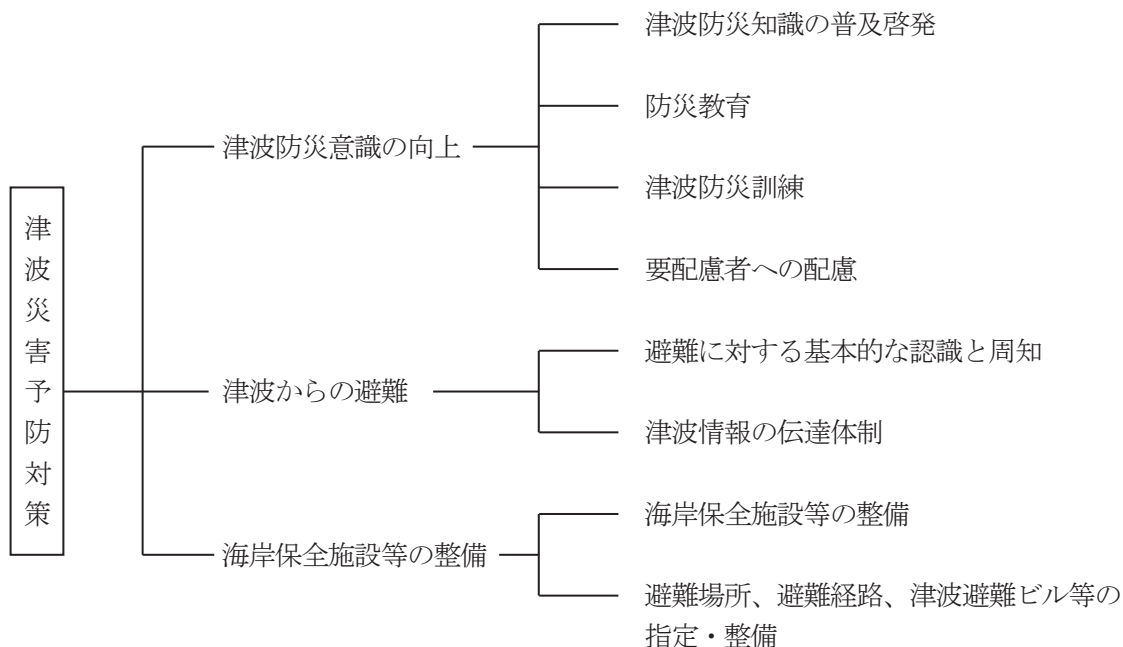 津波災害予防対策
津波防災意識の向上
津波防災知識の普及啓発
防災教育
津波防災訓練
要配慮者への配慮
津波からの避難
避難に対する基本的な認識と周知
津波情報の伝達体制
海岸保全施設等の整備
海岸保全施設等の整備
避難場所、避難経路、津波避難ビル等の
指定・整備